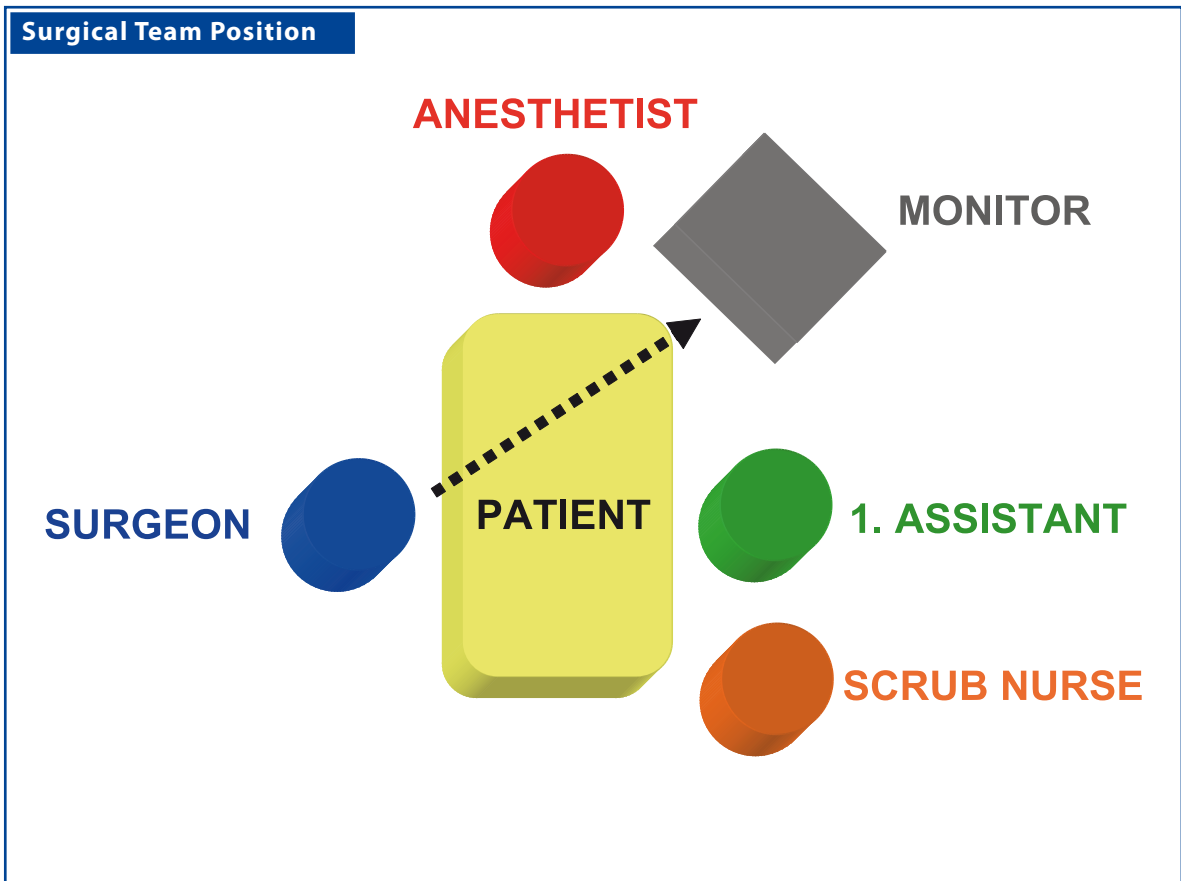 Surgical Team Position
ANESTHETIST
MONITOR
SURGEON
PATIENT
1. ASSISTANT
SCRUB NURSE